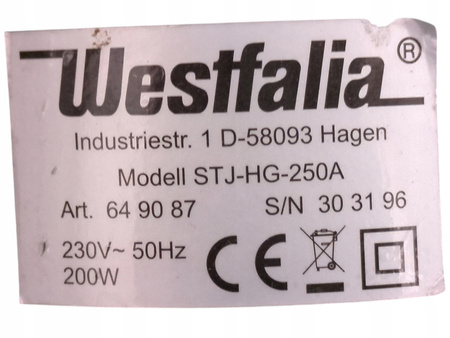 Westfalia®
Industriestr. 1 D-58093 Hagen
Modell STJ-HG-250A
Art. 64 90 87 S/N 30 31 96
230V~ 50Hz
200W CE